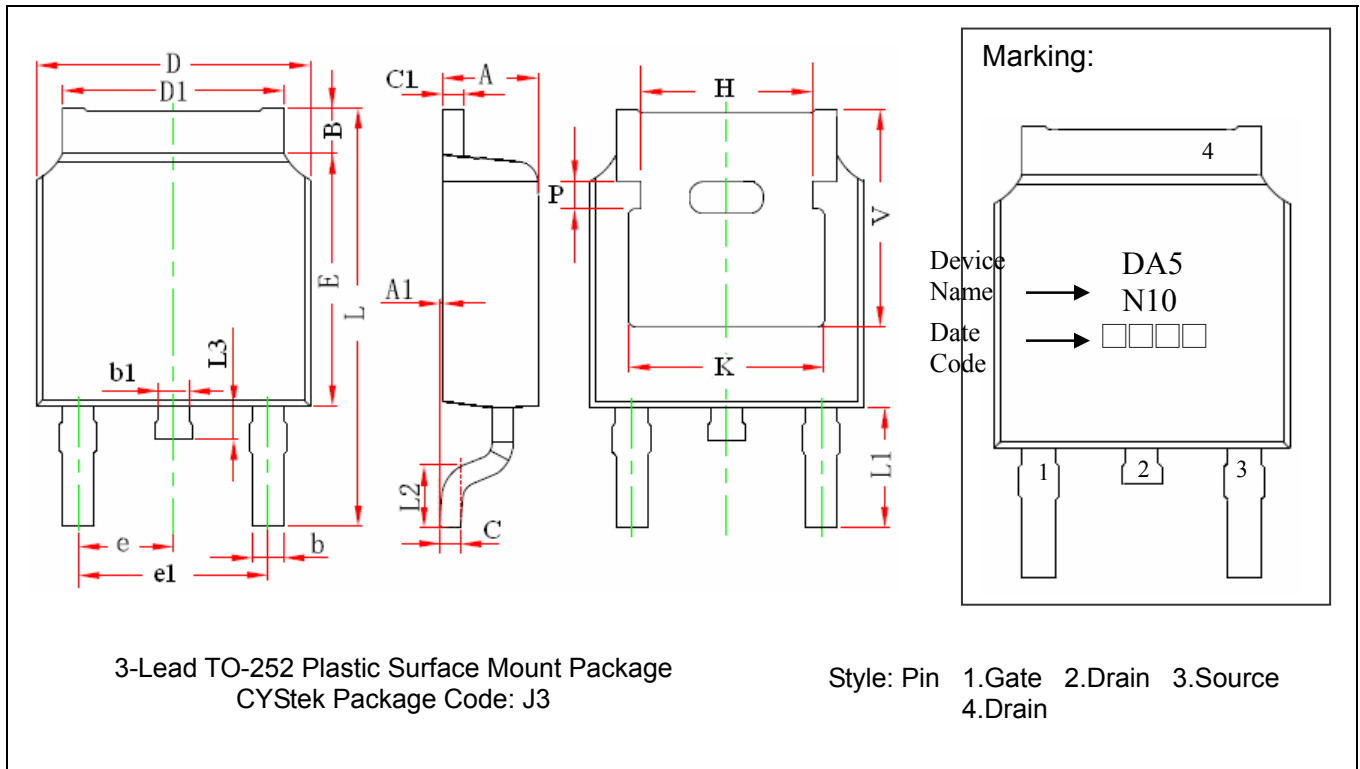 D
D1
B
E
L
L3
b1
e
e1
b
C1
A
A1
L2
C
H
P
V
K
L1
Marking:
4
Device
Name
DA5
N10
Date
Code
□□□□
1
2
3
3-Lead TO-252 Plastic Surface Mount Package
CYStek Package Code: J3
Style: Pin 1.Gate 2.Drain 3.Source
4.Drain